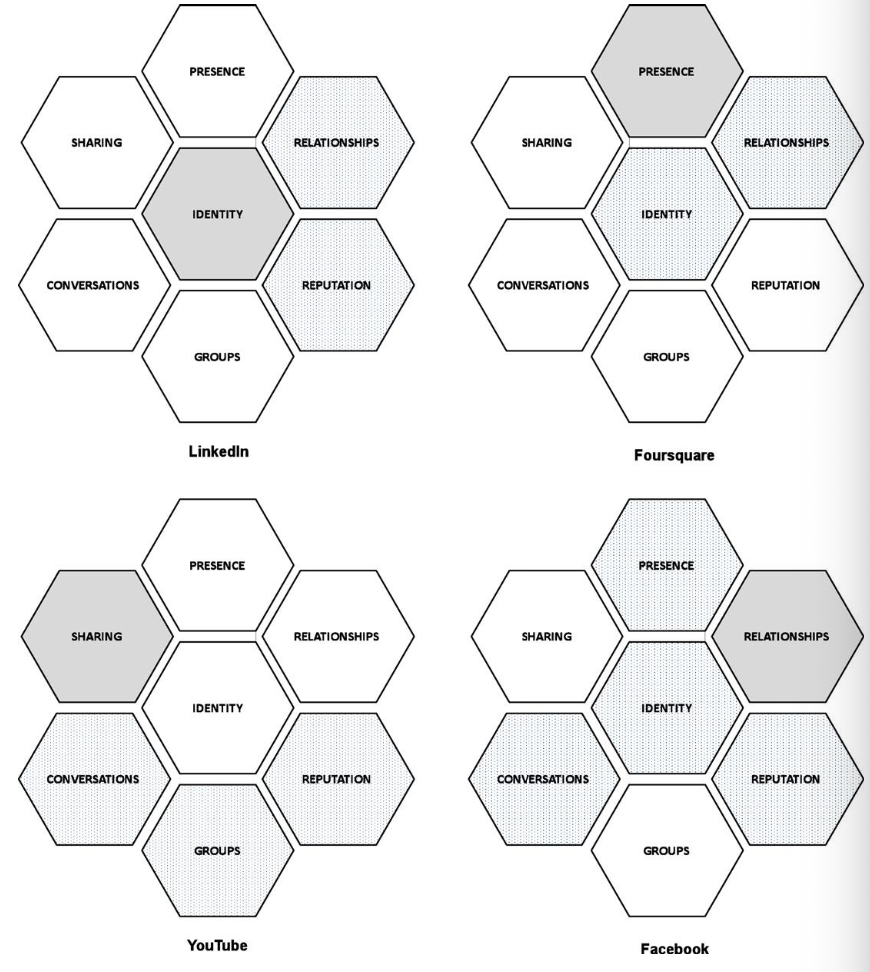 PRESENCE
SHARING
RELATIONSHIPS
IDENTITY
CONVERSATIONS
REPUTATION
GROUPS
LinkedIn
PRESENCE
SHARING
RELATIONSHIPS
IDENTITY
CONVERSATIONS
REPUTATION
GROUPS
Foursquare
PRESENCE
SHARING
RELATIONSHIPS
IDENTITY
CONVERSATIONS
REPUTATION
GROUPS
YouTube
PRESENCE
SHARING
RELATIONSHIPS
IDENTITY
CONVERSATIONS
REPUTATION
GROUPS
Facebook